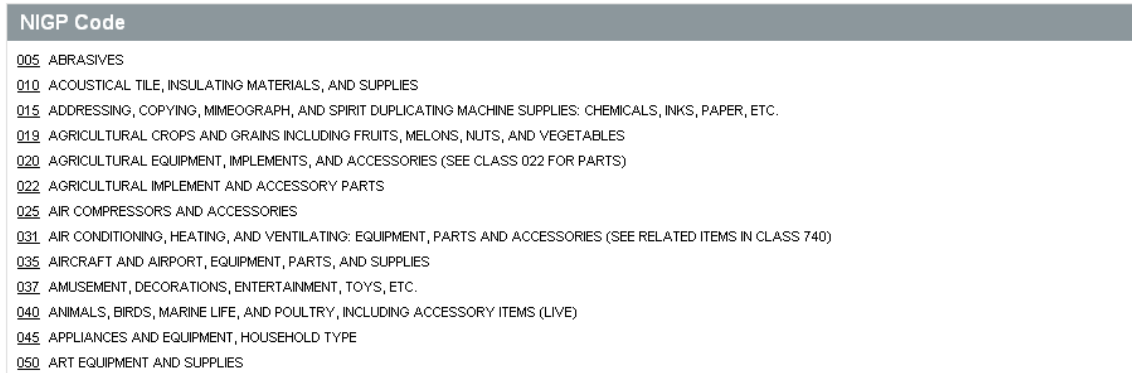 NIGP Code
005 ABRASIVES
010 ACOUSTICAL TILE, INSULATING MATERIALS, AND SUPPLIES
015 ADDRESSING, COPYING, MIMEOGRAPH, AND SPIRIT DUPLICATING MACHINE SUPPLIES: CHEMICALS, INKS, PAPER, ETC.
019 AGRICULTURAL CROPS AND GRAINS INCLUDING FRUITS, MELONS, NUTS, AND VEGETABLES
020 AGRICULTURAL EQUIPMENT, IMPLEMENTS, AND ACCESSORIES (SEE CLASS 022 FOR PARTS)
022 AGRICULTURAL IMPLEMENT AND ACCESSORY PARTS
025 AIR COMPRESSORS AND ACCESSORIES
031 AIR CONDITIONING, HEATING, AND VENTILATING: EQUIPMENT, PARTS AND ACCESSORIES (SEE RELATED ITEMS IN CLASS 740)
035 AIRCRAFT AND AIRPORT, EQUIPMENT, PARTS, AND SUPPLIES
037 AMUSEMENT, DECORATIONS, ENTERTAINMENT, TOYS, ETC.
040 ANIMALS, BIRDS, MARINE LIFE, AND POULTRY, INCLUDING ACCESSORY ITEMS (LIVE)
045 APPLIANCES AND EQUIPMENT, HOUSEHOLD TYPE
050 ART EQUIPMENT AND SUPPLIES